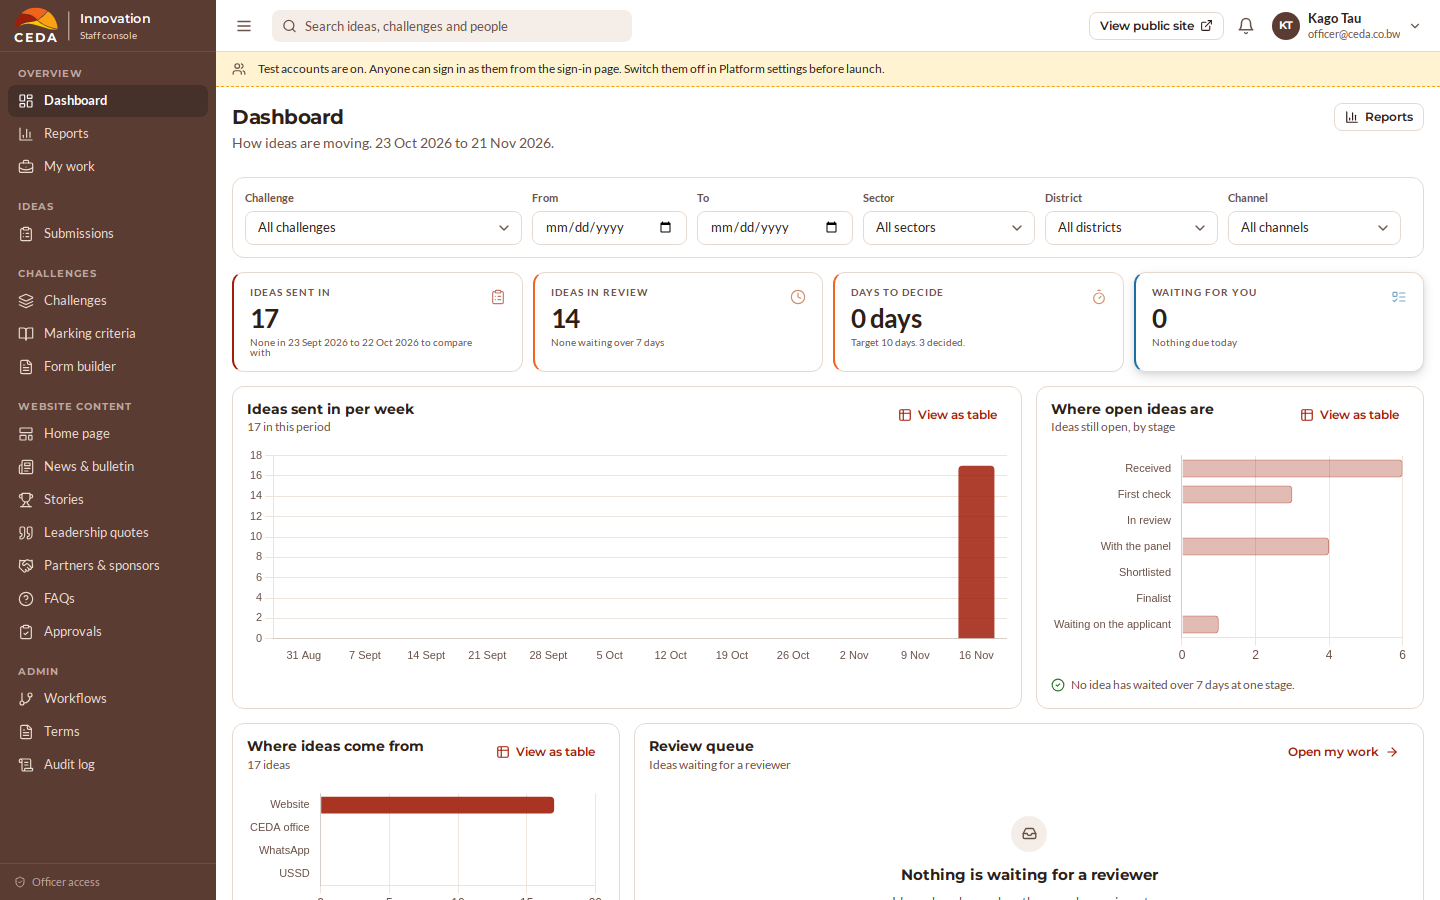 CEDA
Innovation
Staff console
OVERVIEW
Dashboard
Reports
My work
IDEAS
Submissions
CHALLENGES
Challenges
Marking criteria
Form builder
WEBSITE CONTENT
Home page
News & bulletin
Stories
Leadership quotes
Partners & sponsors
FAQs
Approvals
ADMIN
Workflows
Terms
Audit log
Officer access
Search ideas, challenges and people
View public site
KT
Kago Tau
officer@ceda.co.bw
Test accounts are on. Anyone can sign in as them from the sign-in page. Switch them off in Platform settings before launch.
Dashboard
How ideas are moving. 23 Oct 2026 to 21 Nov 2026.
Reports
Challenge
All challenges
From
mm/dd/yyyy
To
mm/dd/yyyy
Sector
All sectors
District
All districts
Channel
All channels
IDEAS SENT IN
17
None in 23 Sept 2026 to 22 Oct 2026 to compare
with
IDEAS IN REVIEW
14
None waiting over 7 days
DAYS TO DECIDE
0 days
Target 10 days. 3 decided.
WAITING FOR YOU
0
Nothing due today
Ideas sent in per week
17 in this period
View as table
18
16
14
12
10
8
6
4
2
0
31 Aug 7 Sept 14 Sept 21 Sept 28 Sept 5 Oct 12 Oct 19 Oct 26 Oct 2 Nov 9 Nov 16 Nov
Where open ideas are
Ideas still open, by stage
View as table
Received
First check
In review
With the panel
Shortlisted
Finalist
Waiting on the applicant
0 2 4 6
No idea has waited over 7 days at one stage.
Where ideas come from
17 ideas
View as table
Website
CEDA office
WhatsApp
USSD
Review queue
Ideas waiting for a reviewer
Open my work
Nothing is waiting for a reviewer